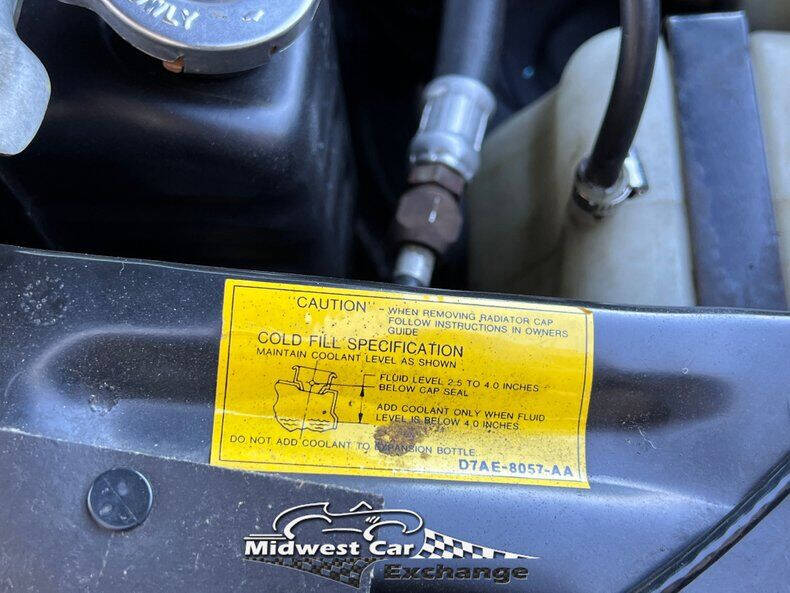 "CAUTION" - WHEN REMOVING RADIATOR CAP
FOLLOW INSTRUCTIONS IN OWNERS
GUIDE
COLD FILL SPECIFICATION
MAINTAIN COOLANT LEVEL AS SHOWN
FLUID LEVEL 2.5 TO 4.0 INCHES
BELOW CAP SEAL
ADD COOLANT ONLY WHEN FLUID
LEVEL IS BELOW 4.0 INCHES
DO NOT ADD COOLANT TO EXPANSION BOTTLE.
D7AE-8057-AA
Midwest Car
Exchange